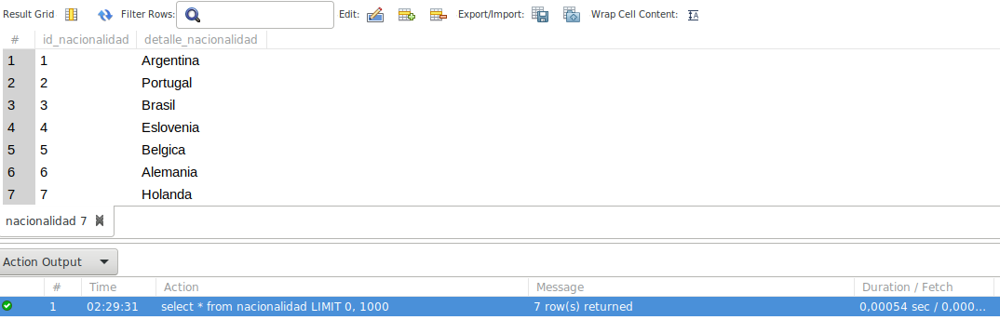 Result Grid Filter Rows: Edit: Export/Import: Wrap Cell Content: IA
# id_nacionalidad detalle_nacionalidad
1 1 Argentina
2 2 Portugal
3 3 Brasil
4 4 Eslovenia
5 5 Belgica
6 6 Alemania
7 7 Holanda
nacionalidad 7
Action Output
# Time Action Message Duration / Fetch
1 02:29:31 select * from nacionalidad LIMIT 0, 1000 7 row(s) returned 0,00054 sec / 0,000...